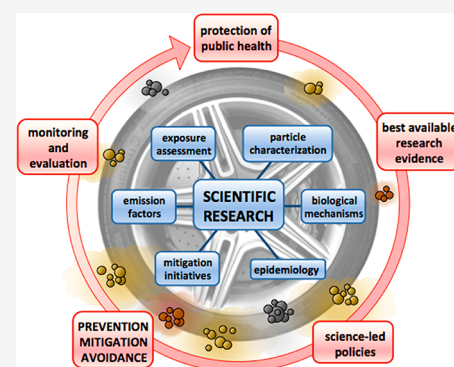 protection of
public health
best available
research
evidence
science-led
policies
PREVENTION
MITIGATION
AVOIDANCE
monitoring
and
evaluation
exposure
assessment
particle
characterization
emission
factors
SCIENTIFIC
RESEARCH
biological
mechanisms
mitigation
initiatives
epidemiology